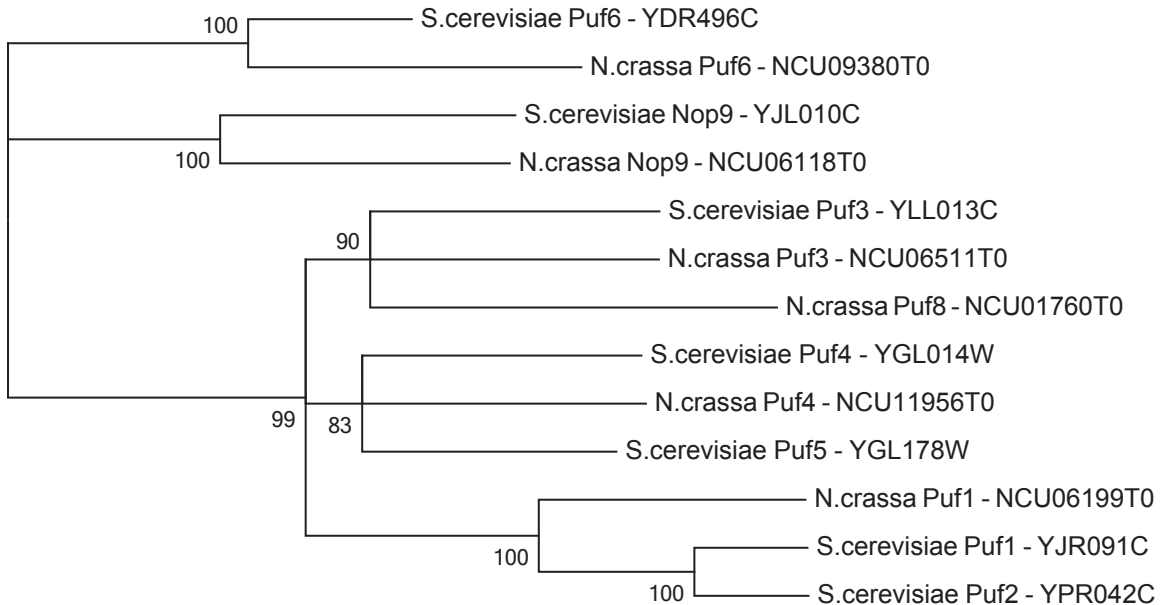 S.cerevisiae Puf6 - YDR496C
100
N.crassa Puf6 - NCU09380T0
S.cerevisiae Nop9 - YJL010C
100
N.crassa Nop9 - NCU06118T0
S.cerevisiae Puf3 - YLL013C
90
N.crassa Puf3 - NCU06511T0
N.crassa Puf8 - NCU01760T0
S.cerevisiae Puf4 - YGL014W
N.crassa Puf4 - NCU11956T0
99
83
S.cerevisiae Puf5 - YGL178W
N.crassa Puf1 - NCU06199T0
100
S.cerevisiae Puf1 - YJR091C
100
S.cerevisiae Puf2 - YPR042C